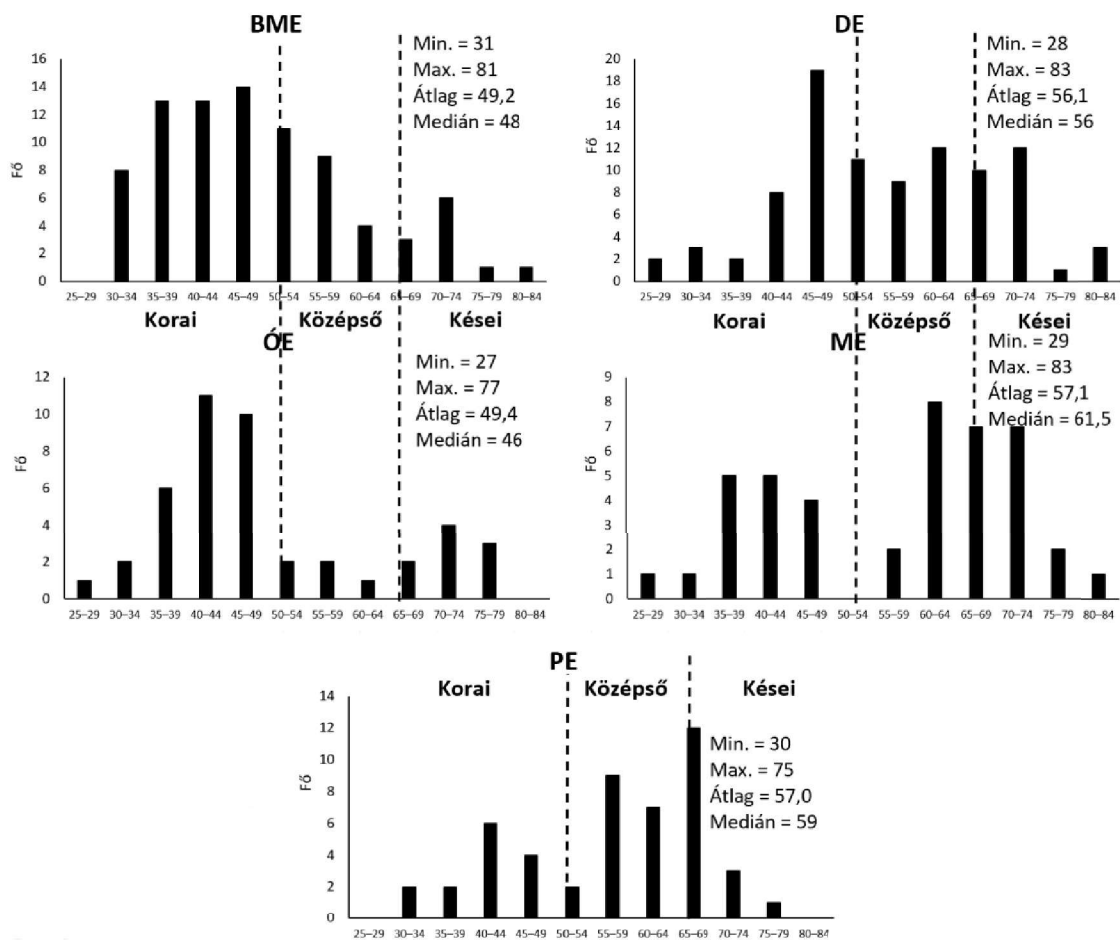 BME
Min. = 31
Max. = 81
Átlag = 49,2
Medián = 48
16
14
12
10
8
6
4
2
0
Fő
25–29 30–34 35–39 40–44 45–49 50–54 55–59 60–64 65–69 70–74 75–79 80–84
Korai Középső Kései
DE
Min. = 28
Max. = 83
Átlag = 56,1
Medián = 56
20
18
16
14
12
10
8
6
4
2
0
Fő
25–29 30–34 35–39 40–44 45–49 50–54 55–59 60–64 65–69 70–74 75–79 80–84
Korai Középső Kései
ÓE
Min. = 27
Max. = 77
Átlag = 49,4
Medián = 46
12
10
8
6
4
2
0
Fő
25–29 30–34 35–39 40–44 45–49 50–54 55–59 60–64 65–69 70–74 75–79 80–84
ME
Min. = 29
Max. = 83
Átlag = 57,1
Medián = 61,5
9
8
7
6
5
4
3
2
1
0
Fő
25–29 30–34 35–39 40–44 45–49 50–54 55–59 60–64 65–69 70–74 75–79 80–84
PE
Korai Középső Kései
Min. = 30
Max. = 75
Átlag = 57,0
Medián = 59
14
12
10
8
6
4
2
0
Fő
25–29 30–34 35–39 40–44 45–49 50–54 55–59 60–64 65–69 70–74 75–79 80–84